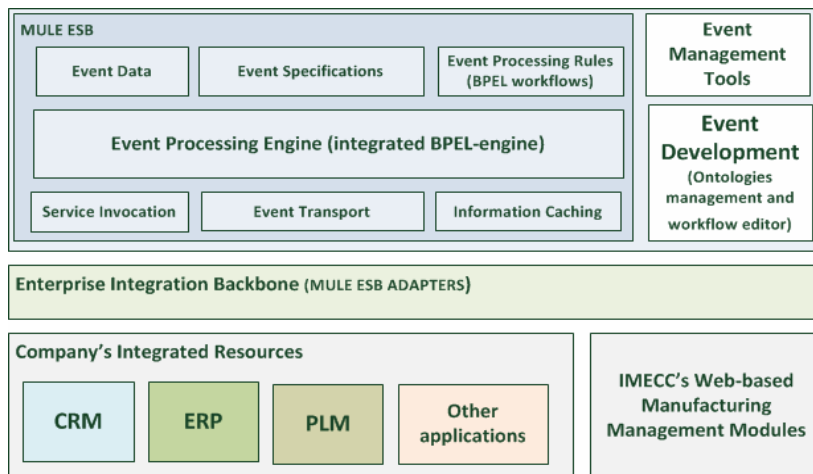 MULE ESB
Event Data
Event Specifications
Event Processing Rules
(BPEL workflows)
Event Processing Engine (integrated BPEL-engine)
Service Invocation
Event Transport
Information Caching
Event
Management
Tools
Event
Development
(Ontologies
management and
workflow editor)
Enterprise Integration Backbone (MULE ESB ADAPTERS)
Company's Integrated Resources
CRM
ERP
PLM
Other
applications
IMECC's Web-based
Manufacturing
Management Modules